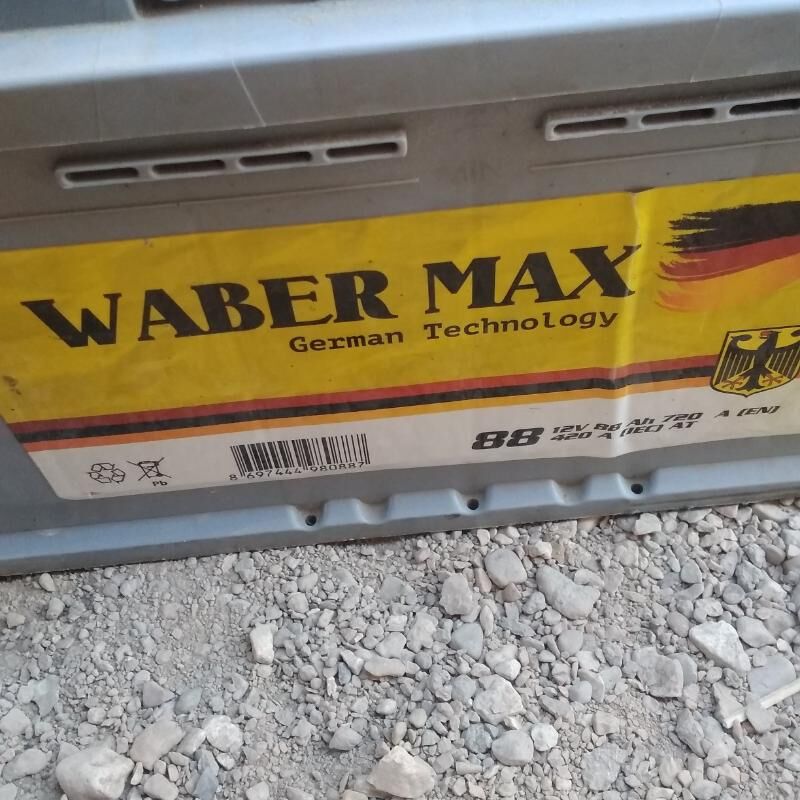 WABER MAX
German Technology
88
12V 88 Ah 720 A (EN)
420 A (IEC) AT
8 697444 980887
Pb